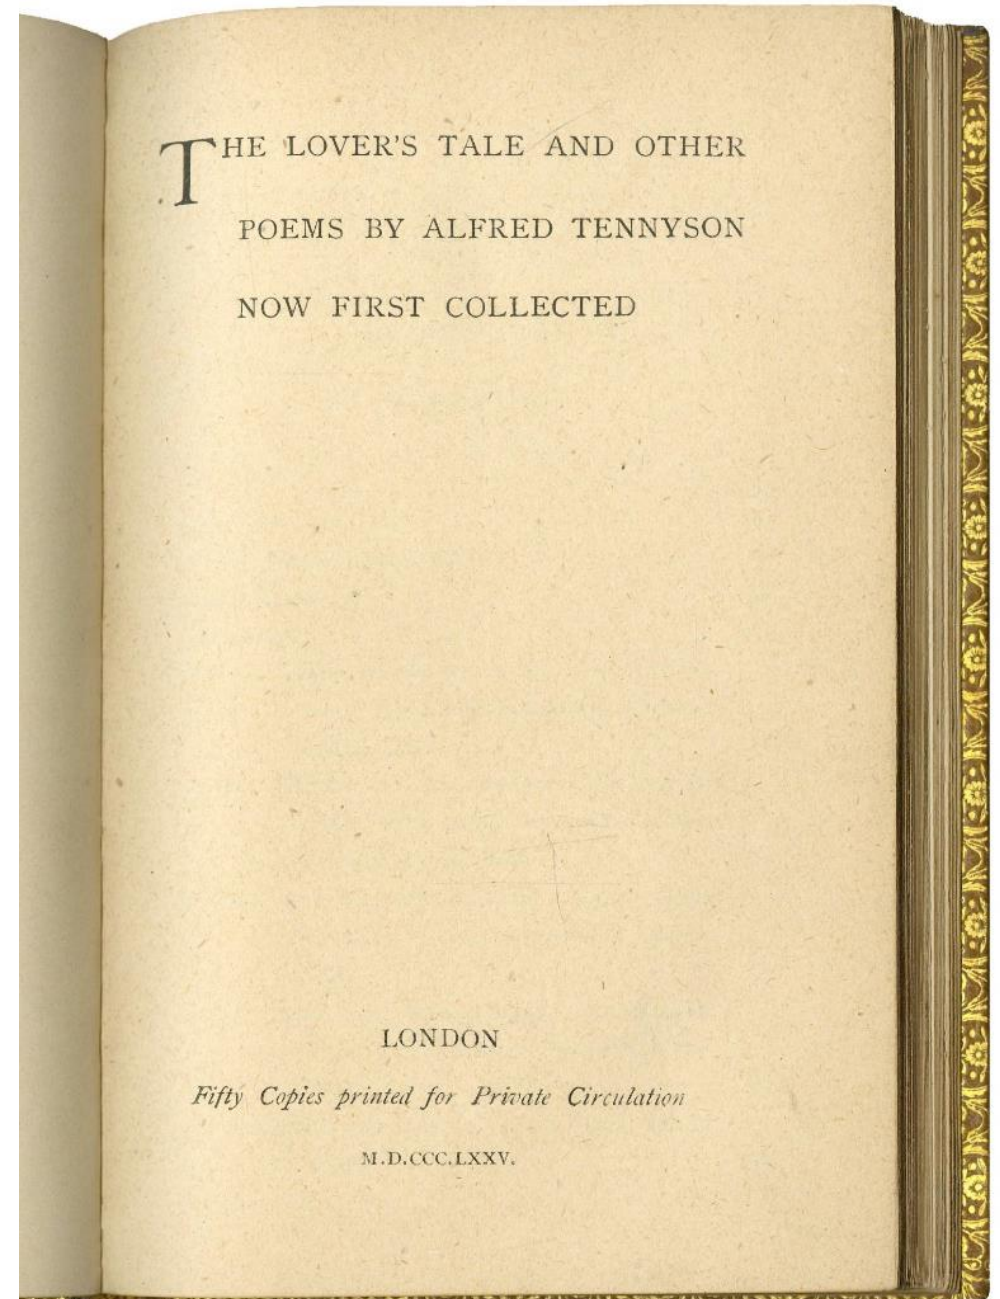 THE LOVER'S TALE AND OTHER
POEMS BY ALFRED TENNYSON
NOW FIRST COLLECTED
LONDON
Fifty Copies printed for Private Circulation
M.D.CCC.LXXV.